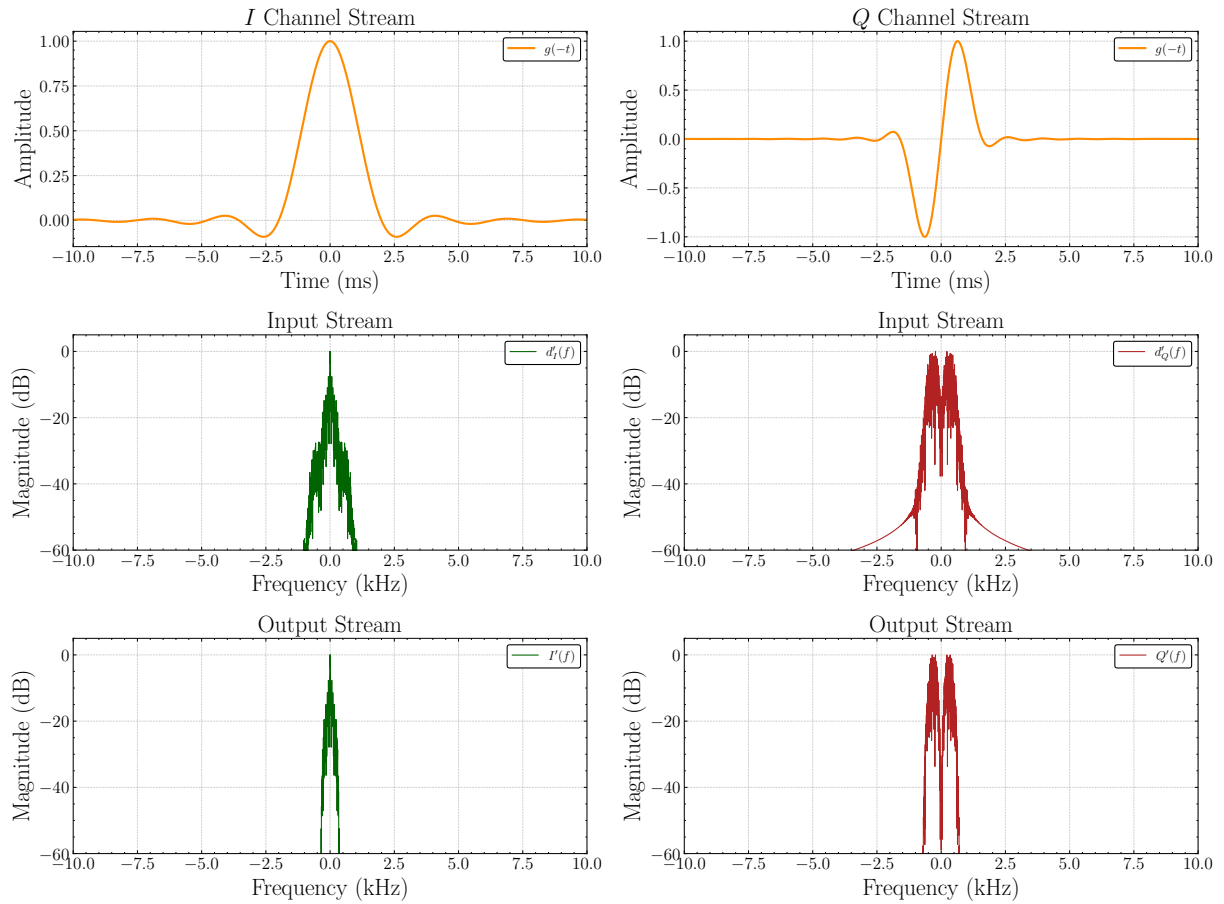 I Channel Stream
Amplitude
1.00
0.75
0.50
0.25
0.00
g(−t)
−10.0 −7.5 −5.0 −2.5 0.0 2.5 5.0 7.5 10.0
Time (ms)
Q Channel Stream
Amplitude
1.0
0.5
0.0
−0.5
−1.0
g(−t)
−10.0 −7.5 −5.0 −2.5 0.0 2.5 5.0 7.5 10.0
Time (ms)
Input Stream
Magnitude (dB)
0
−20
−40
−60
d′_I(f)
−10.0 −7.5 −5.0 −2.5 0.0 2.5 5.0 7.5 10.0
Frequency (kHz)
Input Stream
Magnitude (dB)
0
−20
−40
−60
d′_Q(f)
−10.0 −7.5 −5.0 −2.5 0.0 2.5 5.0 7.5 10.0
Frequency (kHz)
Output Stream
Magnitude (dB)
0
−20
−40
−60
I′(f)
−10.0 −7.5 −5.0 −2.5 0.0 2.5 5.0 7.5 10.0
Frequency (kHz)
Output Stream
Magnitude (dB)
0
−20
−40
−60
Q′(f)
−10.0 −7.5 −5.0 −2.5 0.0 2.5 5.0 7.5 10.0
Frequency (kHz)